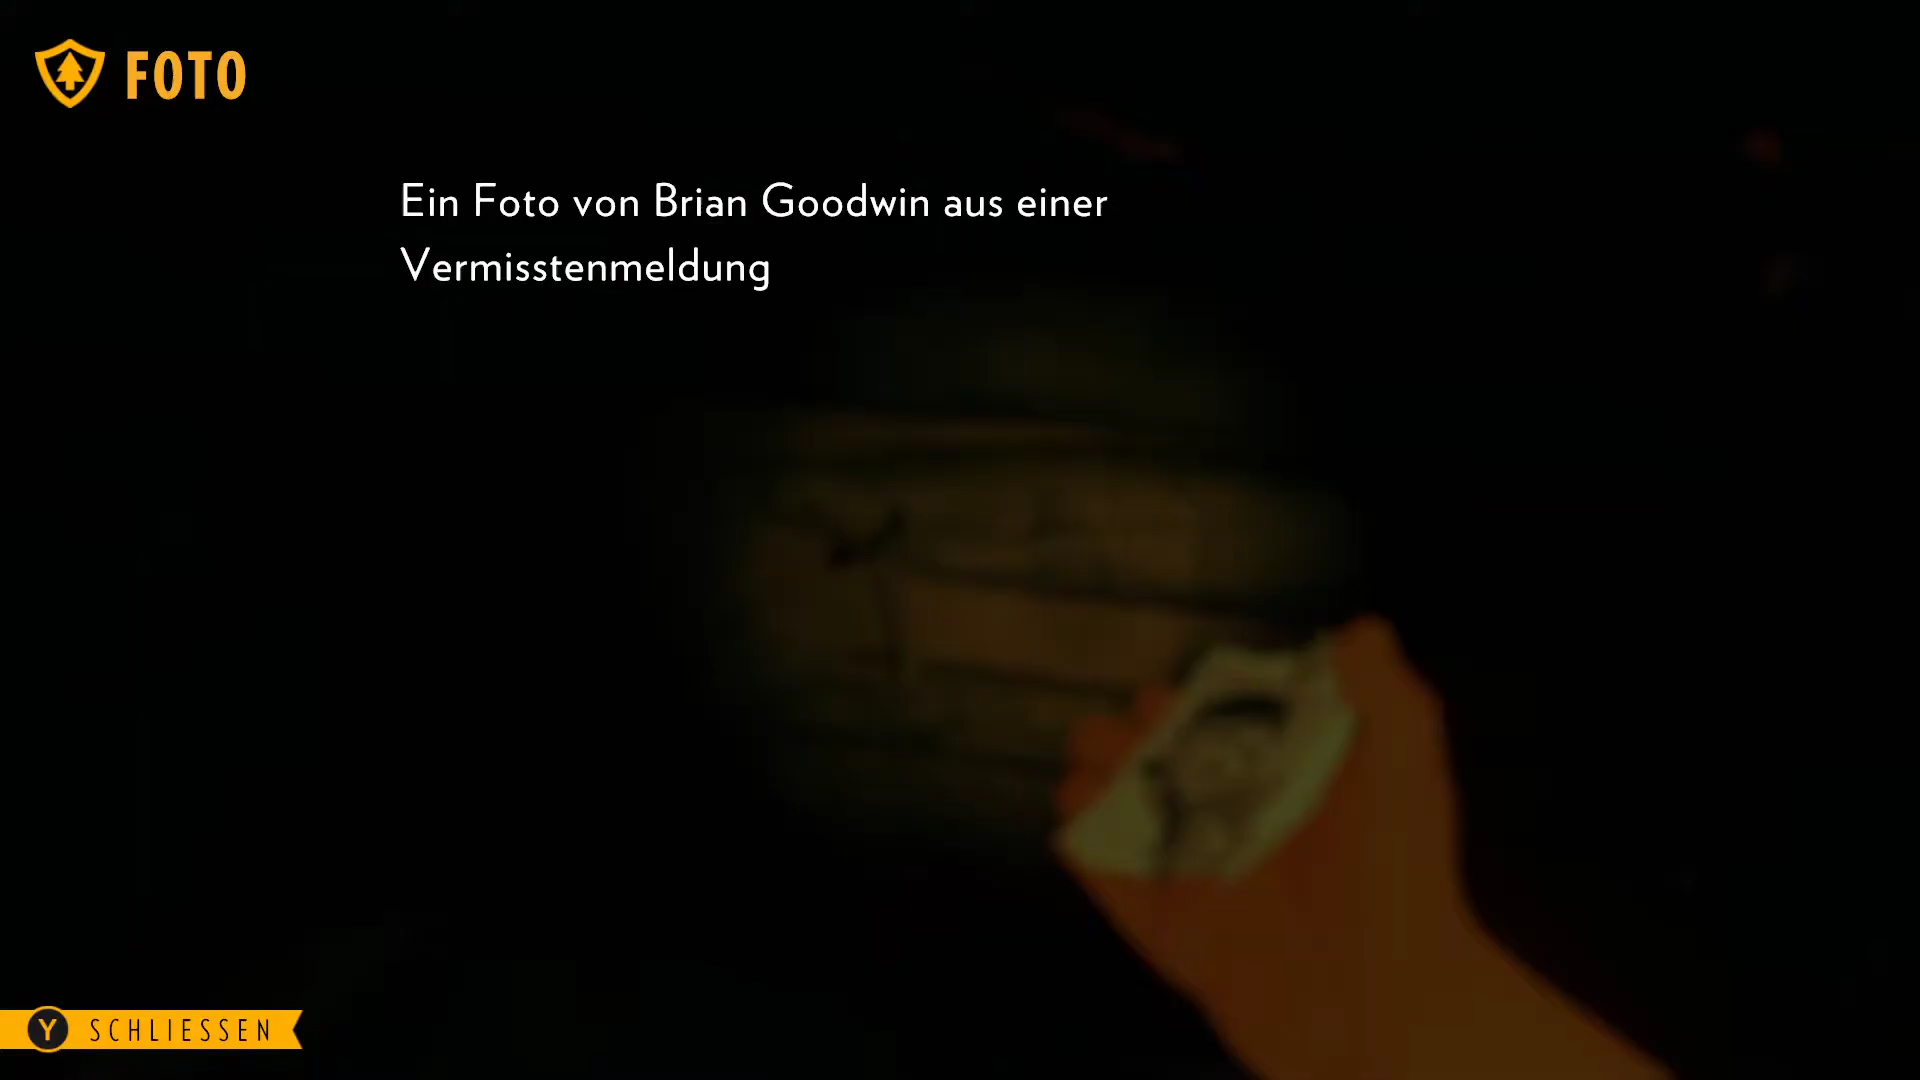 FOTO
Ein Foto von Brian Goodwin aus einer
Vermisstenmeldung
Y SCHLIESSEN